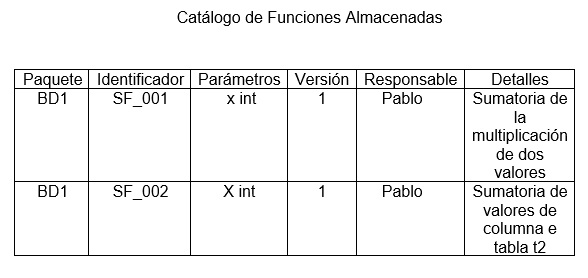 Catálogo de Funciones Almacenadas
Paquete Identificador Parámetros Versión Responsable Detalles
BD1 SF_001 x int 1 Pablo Sumatoria de
la
multiplicación
de dos
valores
BD1 SF_002 X int 1 Pablo Sumatoria de
valores de
columna e
tabla t2